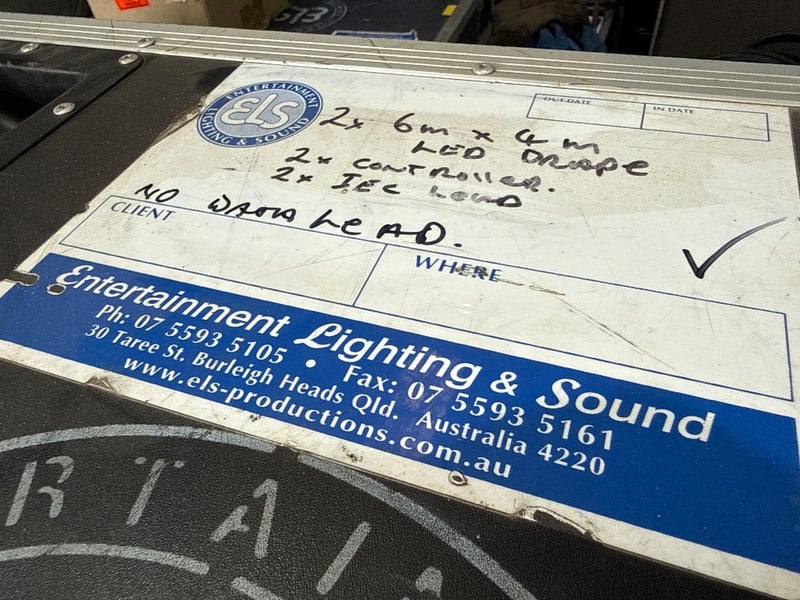 ELS
ENTERTAINMENT
LIGHTING & SOUND
OUT DATE
IN DATE
2x 6m x 4m
LED DRAPE
2x CONTROLLER.
2x IEC LEAD
NO DATA LEAD.
CLIENT
WHERE
Entertainment Lighting & Sound
Ph: 07 5593 5105 • Fax: 07 5593 5161
30 Taree St. Burleigh Heads Qld. Australia 4220
www.els-productions.com.au
RTAI